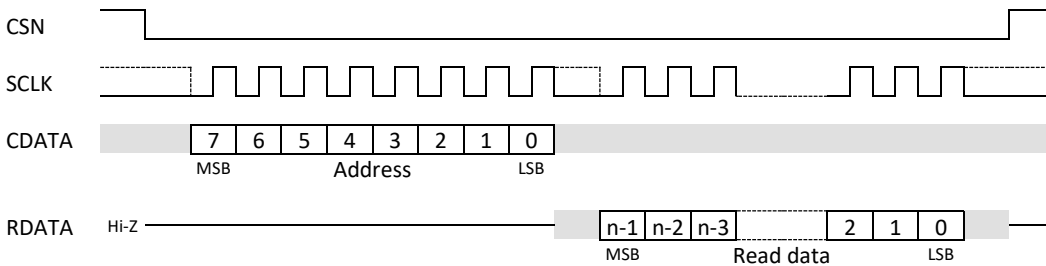 CSN
SCLK
CDATA 7 6 5 4 3 2 1 0
MSB Address LSB
RDATA Hi-Z n-1 n-2 n-3 2 1 0
MSB Read data LSB